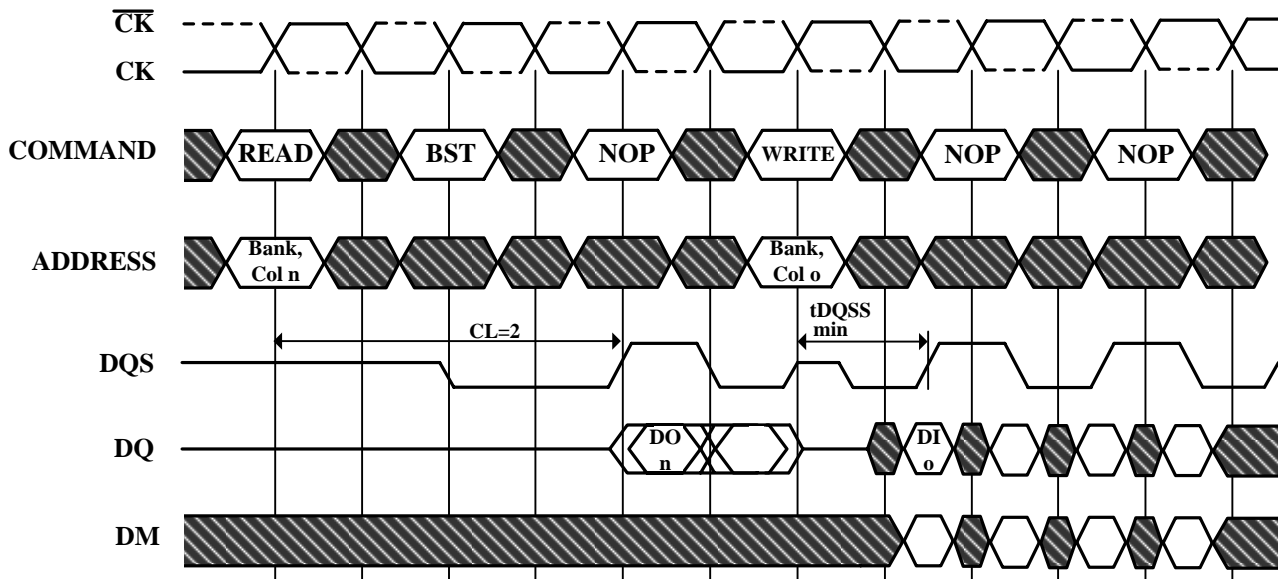 CK
CK
COMMAND
READ
BST
NOP
WRITE
NOP
NOP
ADDRESS
Bank,
Col n
Bank,
Col o
CL=2
tDQSS
min
DQS
DQ
DO
n
DI
o
DM